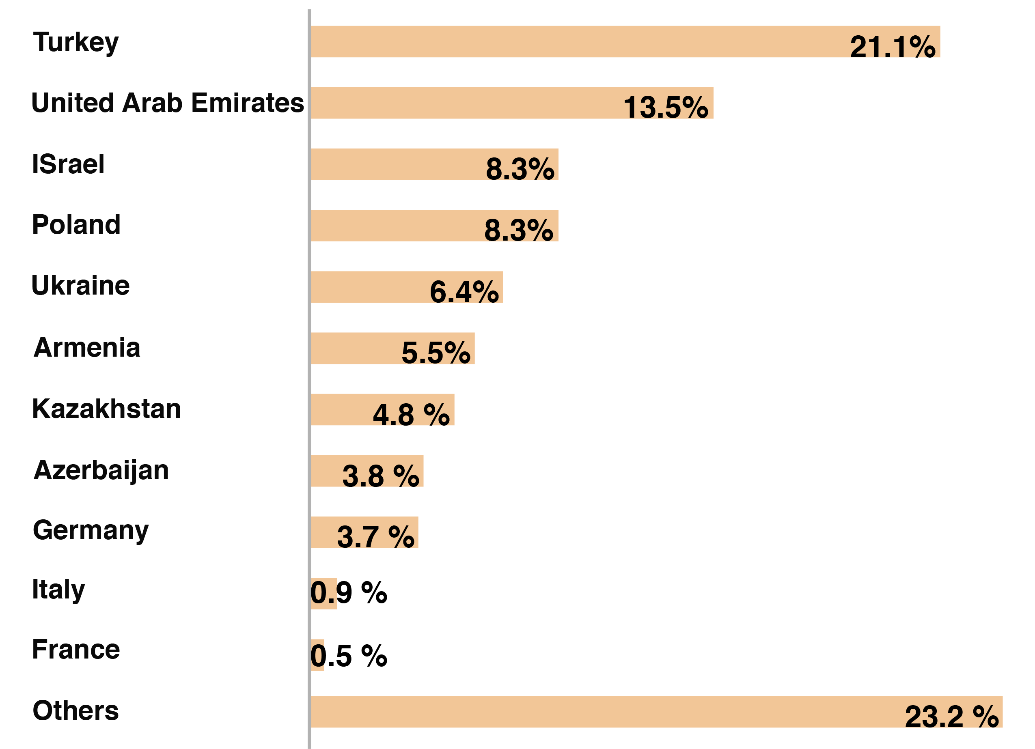 Turkey 21.1%
United Arab Emirates 13.5%
ISrael 8.3%
Poland 8.3%
Ukraine 6.4%
Armenia 5.5%
Kazakhstan 4.8 %
Azerbaijan 3.8 %
Germany 3.7 %
Italy 0.9 %
France 0.5 %
Others 23.2 %